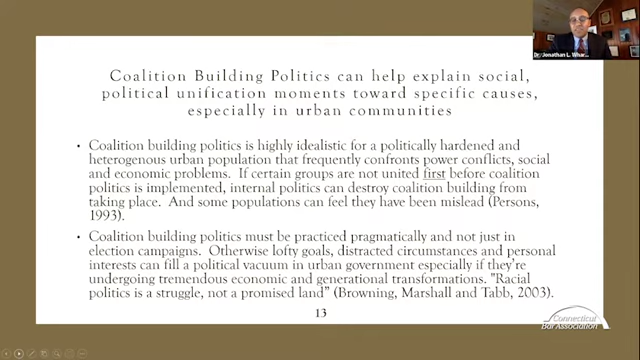 Dr. Jonathan L. Whar...
Coalition Building Politics can help explain social,
political unification moments toward specific causes,
especially in urban communities
• Coalition building politics is highly idealistic for a politically hardened and
heterogenous urban population that frequently confronts power conflicts, social
and economic problems. If certain groups are not united first before coalition
politics is implemented, internal politics can destroy coalition building from
taking place. And some populations can feel they have been mislead (Persons,
1993).
• Coalition building politics must be practiced pragmatically and not just in
election campaigns. Otherwise lofty goals, distracted circumstances and personal
interests can fill a political vacuum in urban government especially if they're
undergoing tremendous economic and generational transformations. "Racial
politics is a struggle, not a promised land” (Browning, Marshall and Tabb, 2003).
13
Connecticut
Bar Association